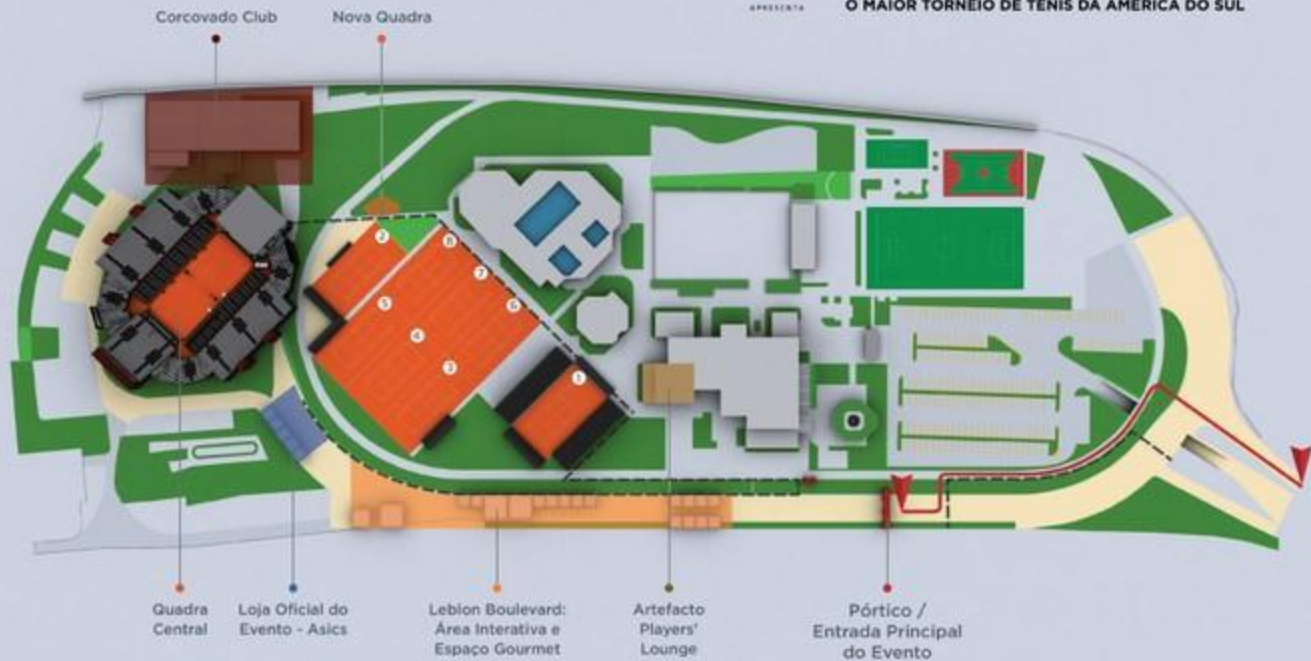 APRESENTA
O MAIOR TORNEIO DE TÊNIS DA AMÉRICA DO SUL
Corcovado Club
Nova Quadra
2
8
7
5
6
4
3
1
Quadra
Central
Loja Oficial do
Evento - Asics
Leblon Boulevard:
Área Interativa e
Espaço Gourmet
Artefacto
Players'
Lounge
Pórtico /
Entrada Principal
do Evento